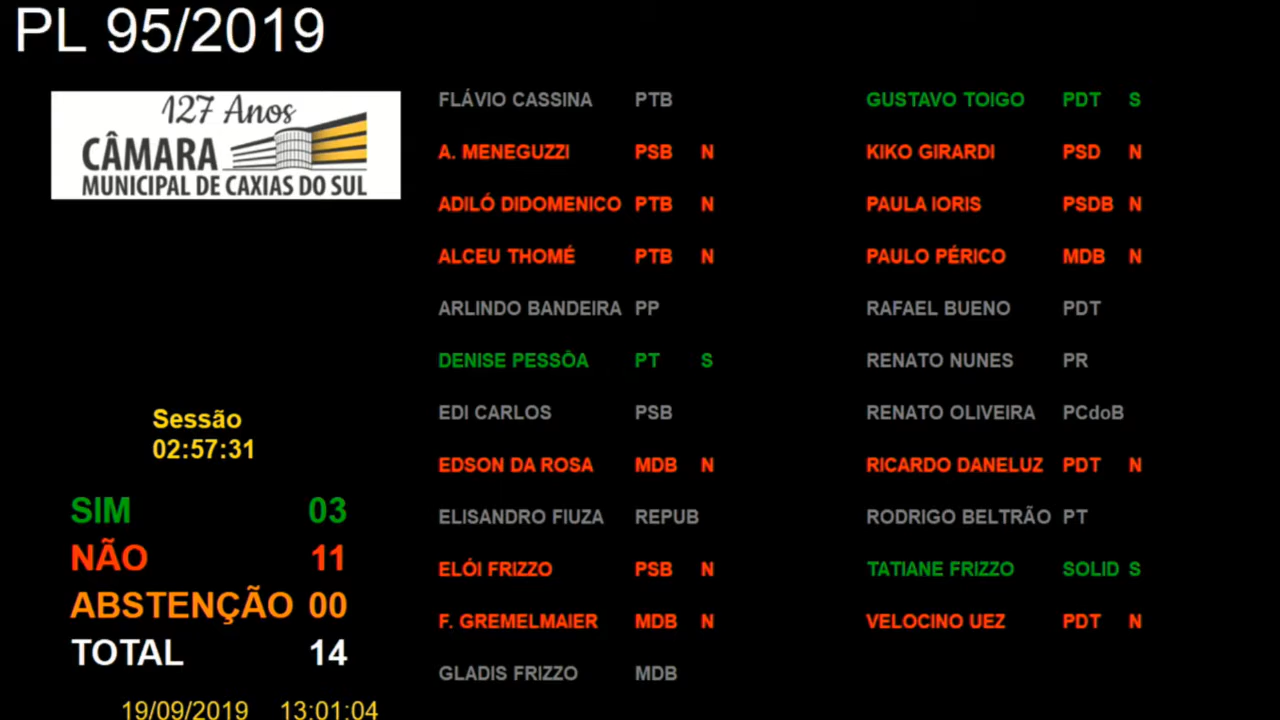 PL 95/2019
127 Anos
CÂMARA
MUNICIPAL DE CAXIAS DO SUL
Sessão
02:57:31
SIM 03
NÃO 11
ABSTENÇÃO 00
TOTAL 14
19/09/2019 13:01:04
FLÁVIO CASSINA PTB
A. MENEGUZZI PSB N
ADILÓ DIDOMENICO PTB N
ALCEU THOMÉ PTB N
ARLINDO BANDEIRA PP
DENISE PESSÔA PT S
EDI CARLOS PSB
EDSON DA ROSA MDB N
ELISANDRO FIUZA REPUB
ELÓI FRIZZO PSB N
F. GREMELMAIER MDB N
GLADIS FRIZZO MDB
GUSTAVO TOIGO PDT S
KIKO GIRARDI PSD N
PAULA IORIS PSDB N
PAULO PÉRICO MDB N
RAFAEL BUENO PDT
RENATO NUNES PR
RENATO OLIVEIRA PCdoB
RICARDO DANELUZ PDT N
RODRIGO BELTRÃO PT
TATIANE FRIZZO SOLID S
VELOCINO UEZ PDT N